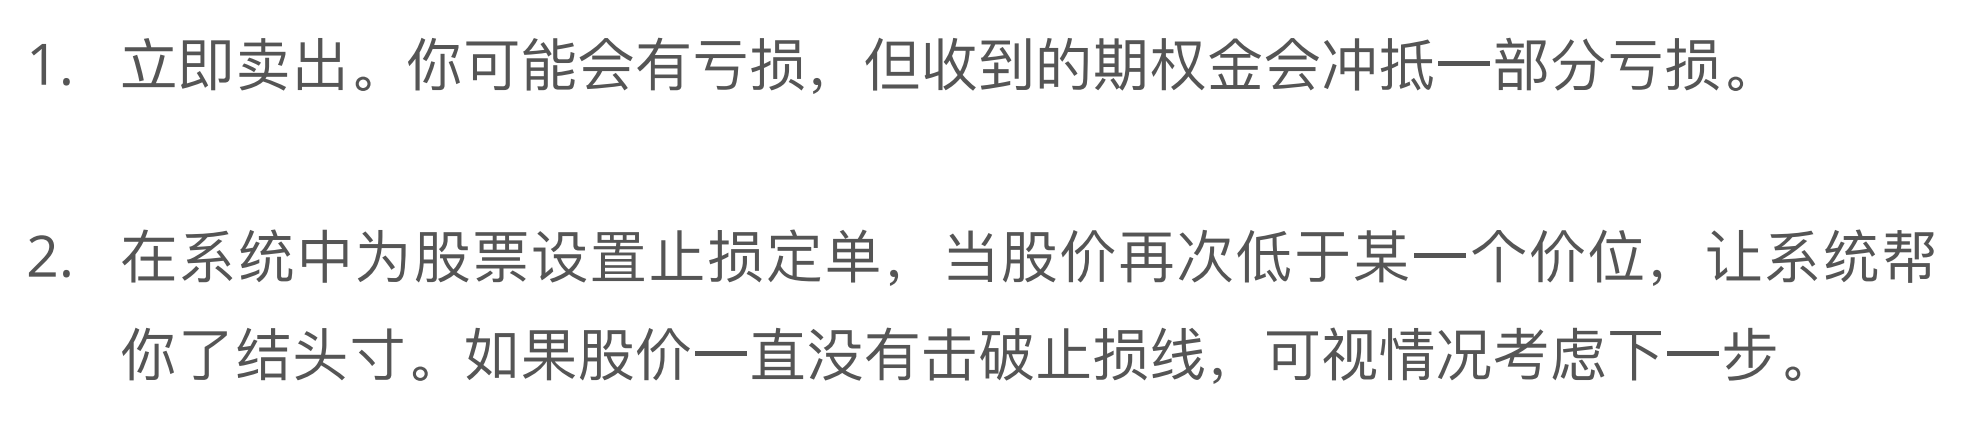 1. 立即卖出。你可能会有亏损，但收到的期权金会冲抵一部分亏损。
2. 在系统中为股票设置止损定单，当股价再次低于某一个价位，让系统帮
你了结头寸。如果股价一直没有击破止损线，可视情况考虑下一步。